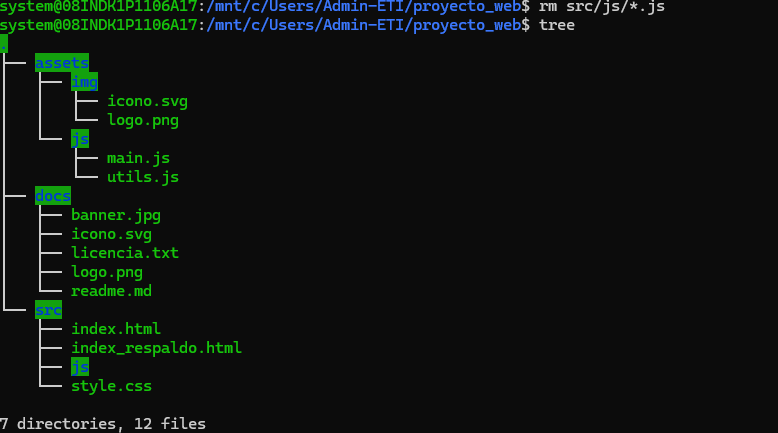 system@08INDK1P1106A17:/mnt/c/Users/Admin-ETI/proyecto_web$ rm src/js/*.js
system@08INDK1P1106A17:/mnt/c/Users/Admin-ETI/proyecto_web$ tree
.
├── assets
│   ├── img
│   │   ├── icono.svg
│   │   └── logo.png
│   └── js
│       ├── main.js
│       └── utils.js
├── docs
│   ├── banner.jpg
│   ├── icono.svg
│   ├── licencia.txt
│   ├── logo.png
│   └── readme.md
└── src
    ├── index.html
    ├── index_respaldo.html
    ├── js
    └── style.css
7 directories, 12 files